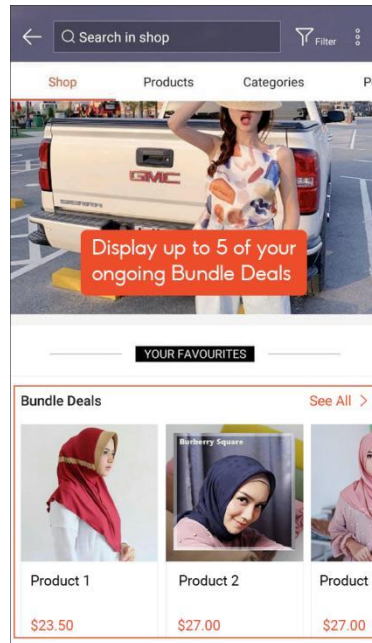 Search in shop
Filter
Shop Products Categories P
GMC
Display up to 5 of your
ongoing Bundle Deals
YOUR FAVOURITES
Bundle Deals See All >
Burberry Square
Product 1 Product 2 Product
$23.50 $27.00 $27.00